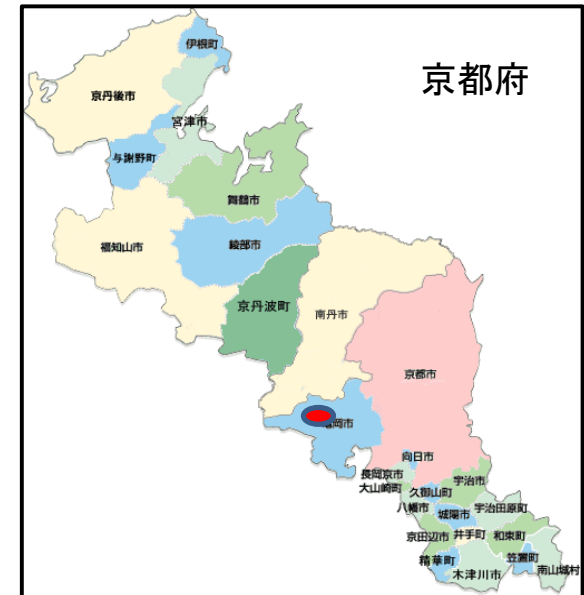 京都府
伊根町
京丹後市
宮津市
与謝野町
舞鶴市
福知山市
綾部市
京丹波町
南丹市
京都市
岡市
向日市
長岡京市
大山崎町
宇治市
久御山町
八幡市
城陽市
宇治田原町
京田辺市
井手町
和束町
精華町
笠置町
木津川市
南山城村